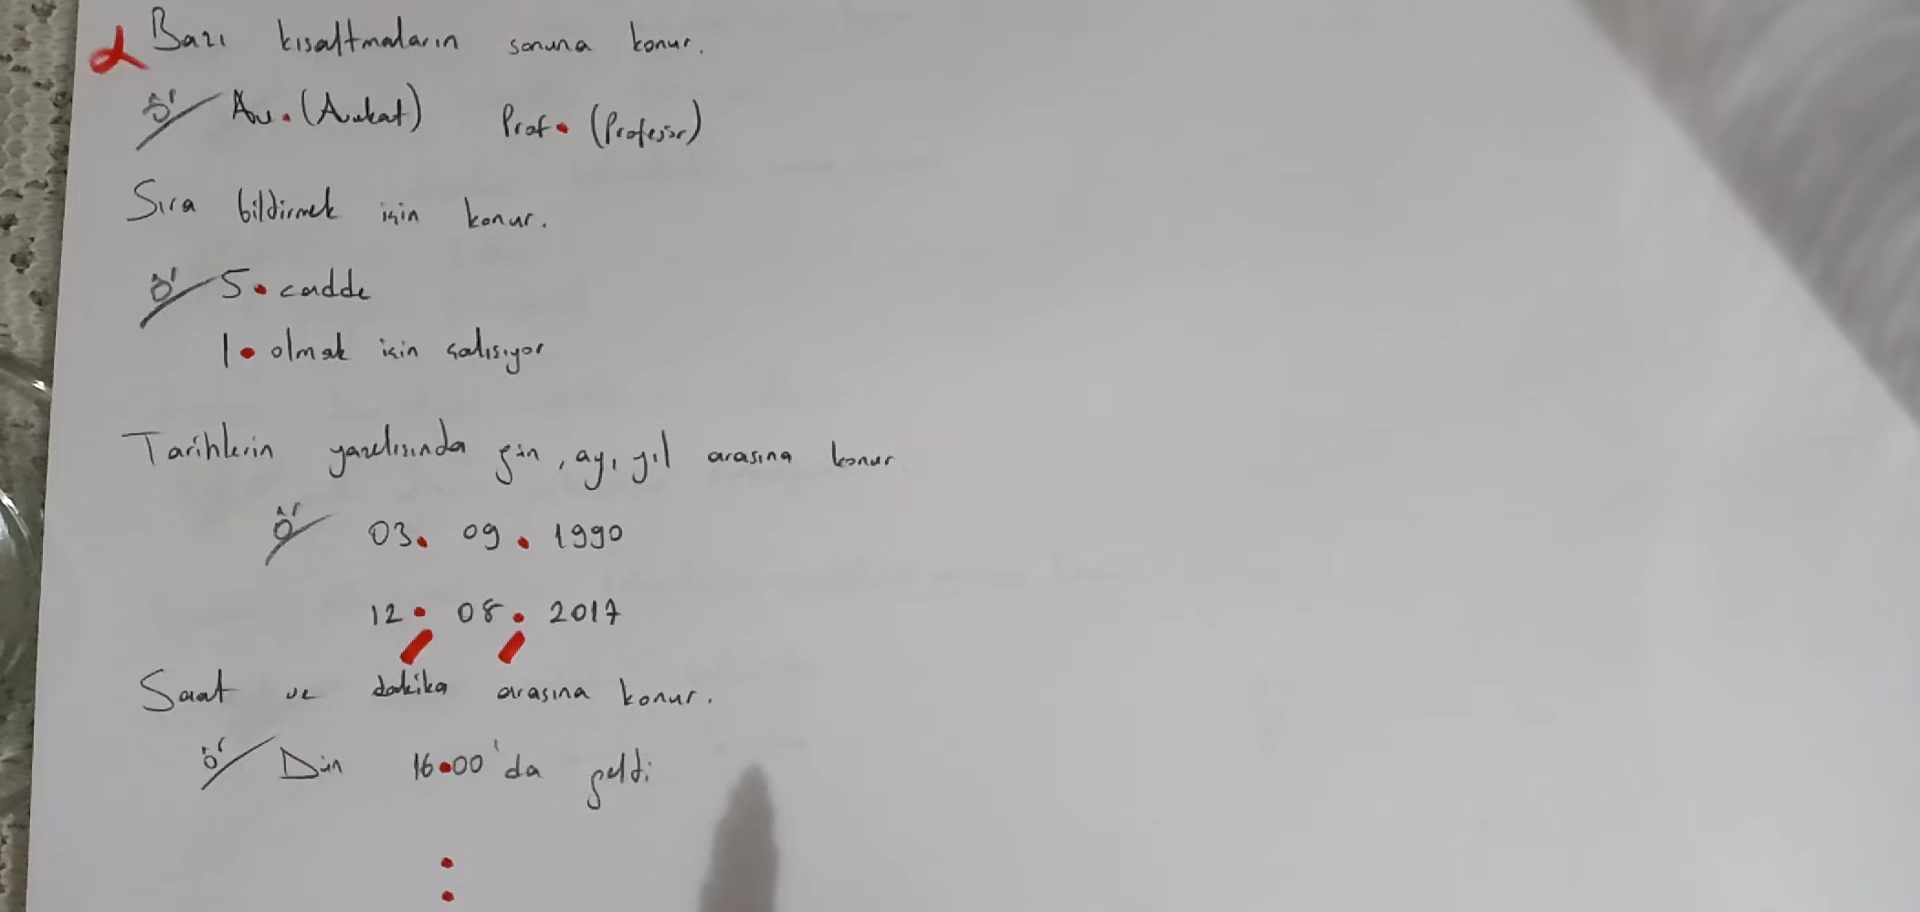 Bazı kısaltmaların sonuna konur.
Ör Av. (Avukat) Prof. (Profesör)
Sıra bildirmek için konur.
Ör 5. cadde
1. olmak için çalışıyor
Tarihlerin yazılışında gün, ay, yıl arasına konur
Ör 03. 09. 1990
12. 08. 2017
Saat ve dakika arasına konur.
Ör Dün 16.00'da geldi
: